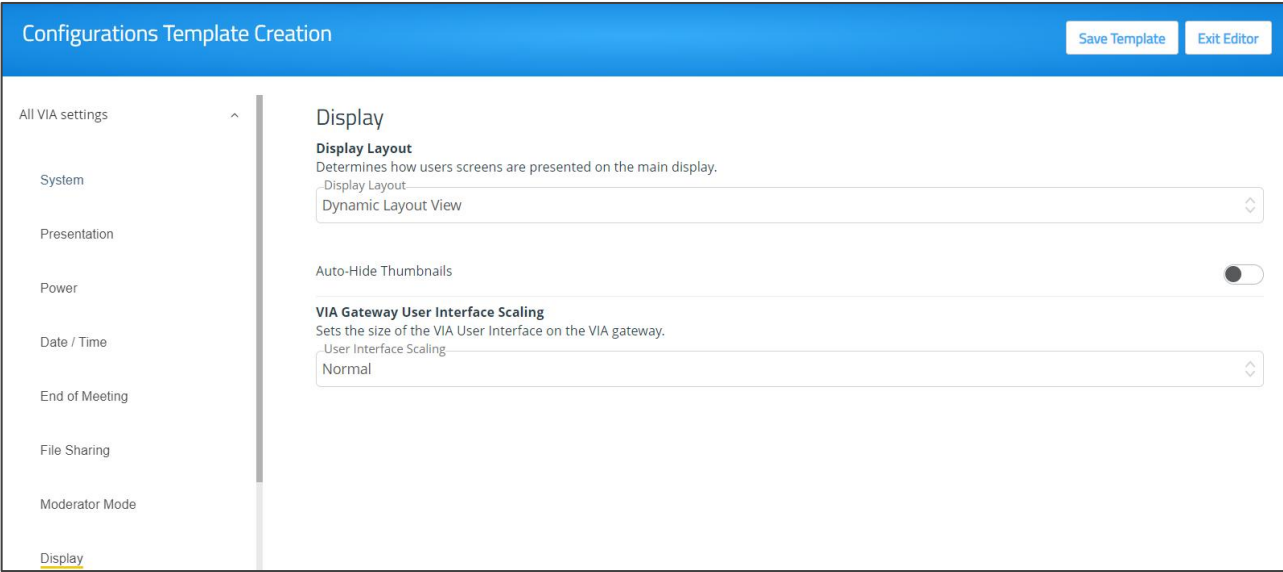 Configurations Template Creation
Save Template
Exit Editor
All VIA settings
System
Presentation
Power
Date / Time
End of Meeting
File Sharing
Moderator Mode
Display
Display
Display Layout
Determines how users screens are presented on the main display.
Display Layout
Dynamic Layout View
Auto-Hide Thumbnails
VIA Gateway User Interface Scaling
Sets the size of the VIA User Interface on the VIA gateway.
User Interface Scaling
Normal